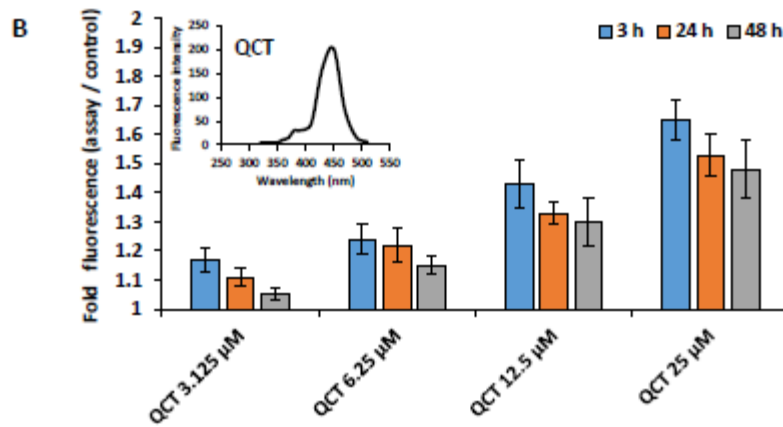 B
Fold fluorescence (assay / control)
2
1.9
1.8
1.7
1.6
1.5
1.4
1.3
1.2
1.1
1
3 h 24 h 48 h
QCT
Fluorescence intensity
250
200
150
100
50
0
250 300 350 400 450 500 550
Wavelength (nm)
QCT 3.125 µM
QCT 6.25 µM
QCT 12.5 µM
QCT 25 µM